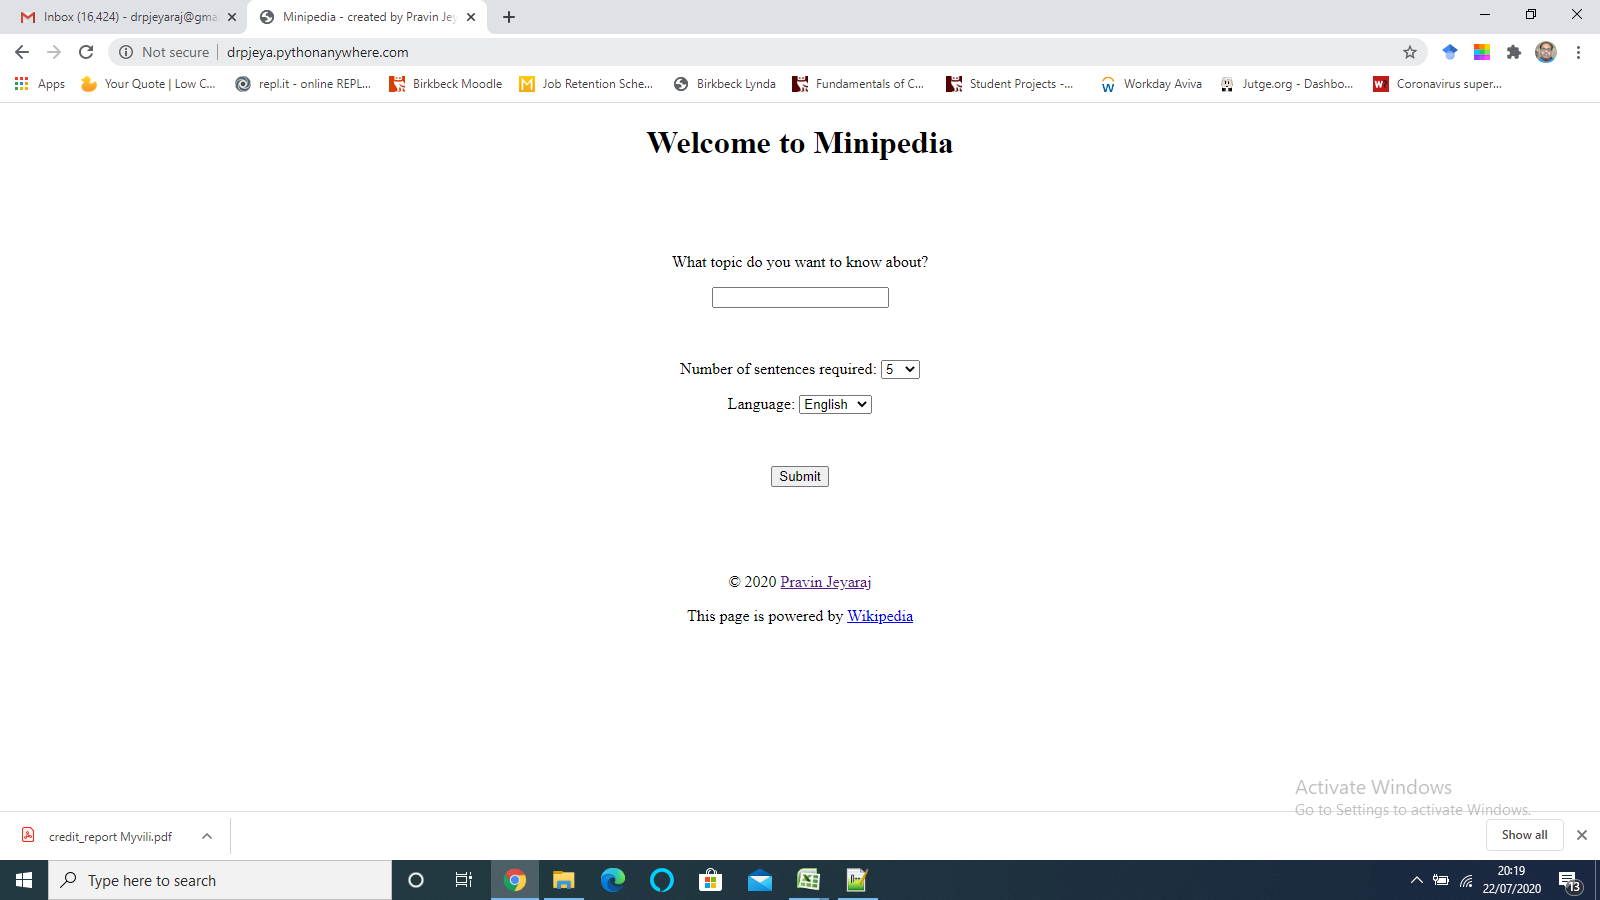 Inbox (16,424) - drpjeyaraj@gma
Minipedia - created by Pravin Jey
Not secure
drpjeya.pythonanywhere.com
Apps
Your Quote | Low C...
repl.it - online REPL...
Birkbeck Moodle
Job Retention Sche...
Birkbeck Lynda
Fundamentals of C...
Student Projects -...
Workday Aviva
Jutge.org - Dashbo...
Coronavirus super...
Welcome to Minipedia
What topic do you want to know about?
Number of sentences required: 5
Language: English
Submit
© 2020 Pravin Jeyaraj
This page is powered by Wikipedia
Activate Windows
Go to Settings to activate Windows.
credit_report Myvili.pdf
Show all
Type here to search
20:19
22/07/2020
13